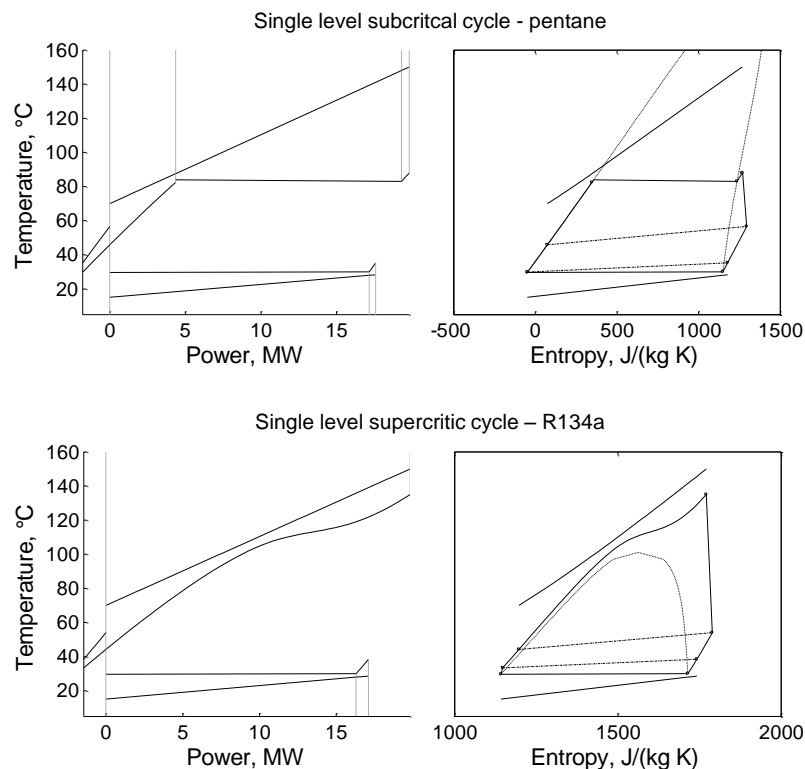 Single level subcritcal cycle - pentane
Temperature, °C
160
140
120
100
80
60
40
20
0 5 10 15
Power, MW
-500 0 500 1000 1500
Entropy, J/(kg K)
Single level supercritic cycle – R134a
Temperature, °C
160
140
120
100
80
60
40
20
0 5 10 15
Power, MW
1000 1500 2000
Entropy, J/(kg K)